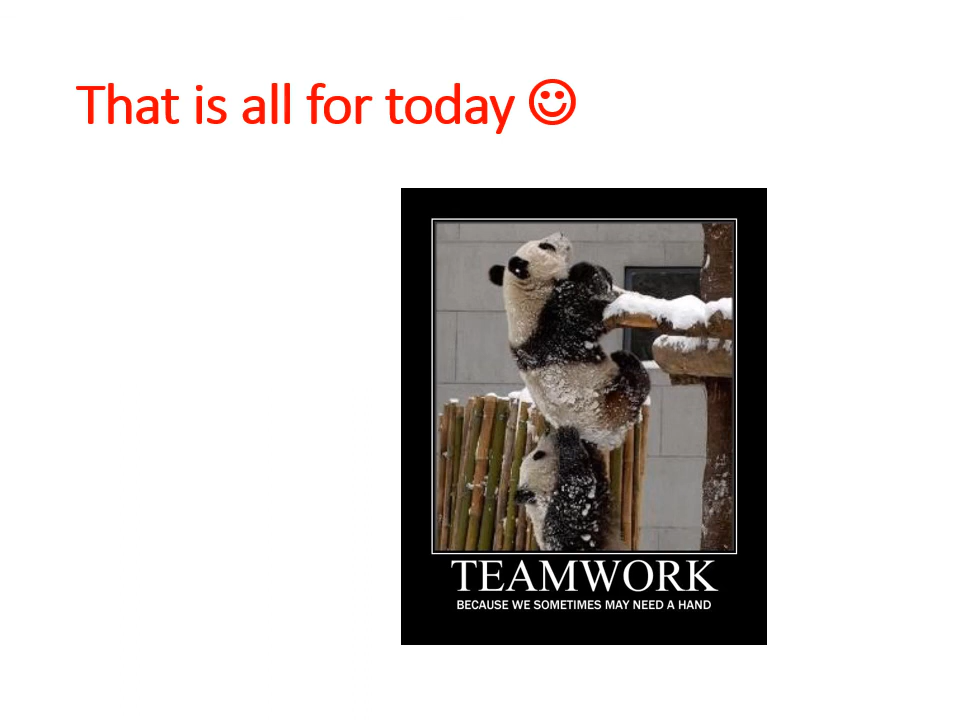 That is all for today ☺
TEAMWORK
BECAUSE WE SOMETIMES MAY NEED A HAND